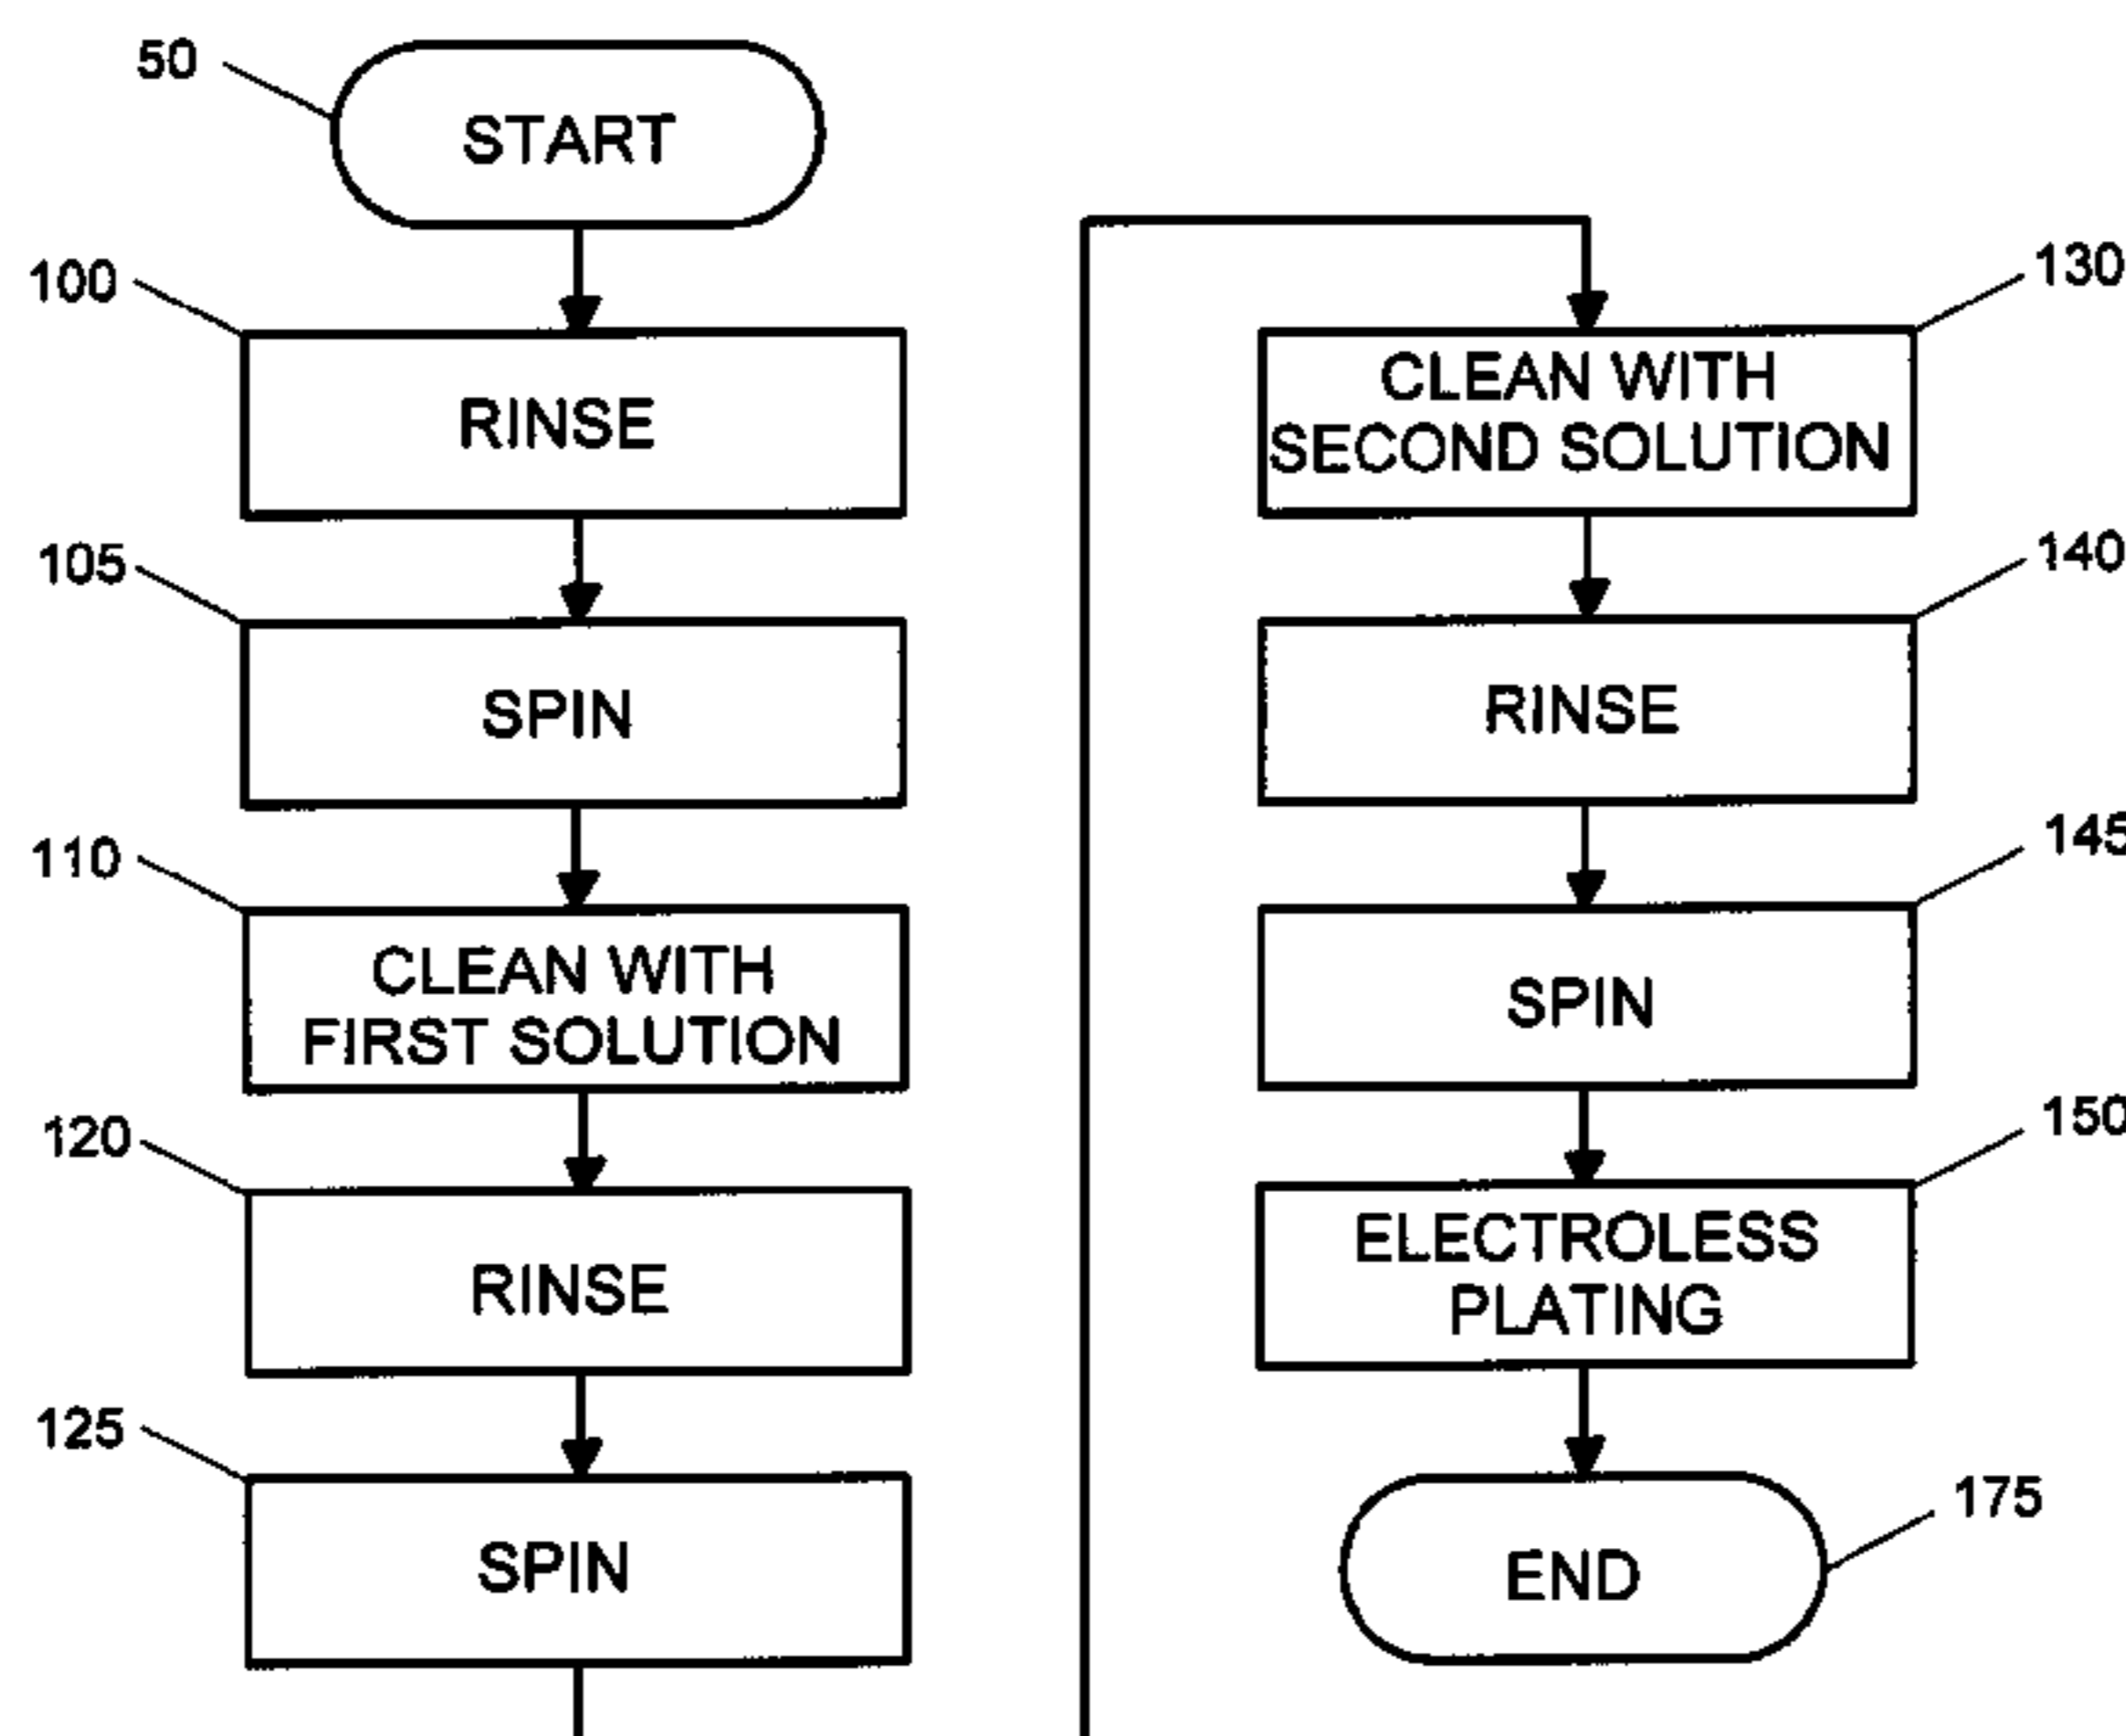 50
START
100
RINSE
105
SPIN
110
CLEAN WITH
FIRST SOLUTION
120
RINSE
125
SPIN
130
CLEAN WITH
SECOND SOLUTION
140
RINSE
145
SPIN
150
ELECTROLESS
PLATING
175
END